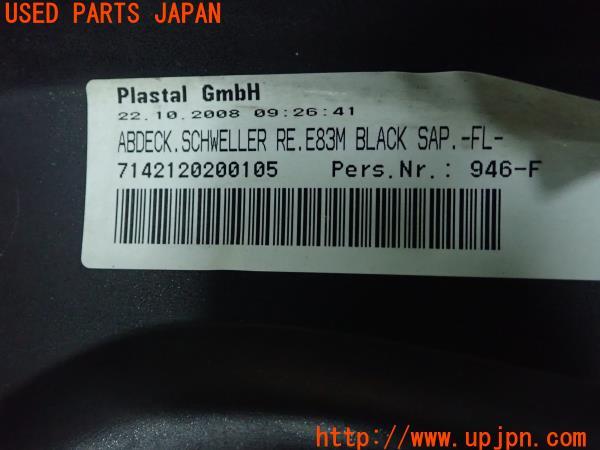 USED PARTS JAPAN
Plastal GmbH
22.10.2008 09:26:41
ABDECK.SCHWELLER RE.E83M BLACK SAP.-FL-
7142120200105 Pers.Nr.: 946-F
www.upjpn.com